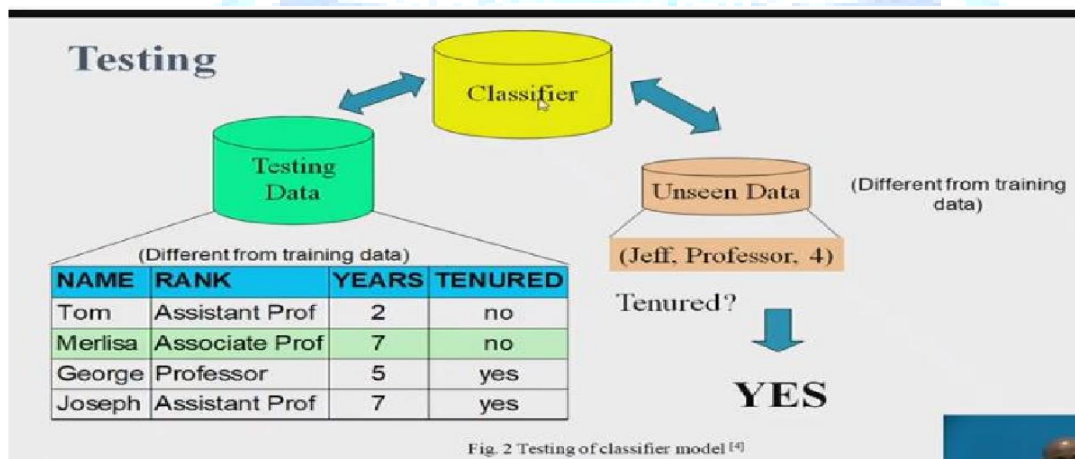 Testing
Classifier
Testing
Data
Unseen Data
(Different from training
data)
(Different from training data)
(Jeff, Professor, 4)
NAME RANK YEARS TENURED
Tom Assistant Prof 2 no
Merlisa Associate Prof 7 no
George Professor 5 yes
Joseph Assistant Prof 7 yes
Tenured?
YES
Fig. 2 Testing of classifier model [4]